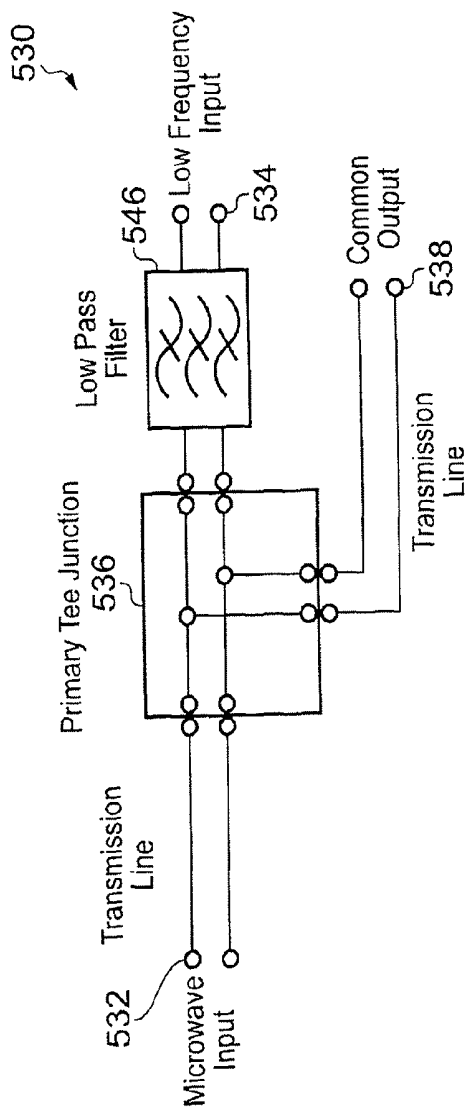 530
Low Frequency
Input
534
546
Low Pass
Filter
Common
Output
538
Primary Tee Junction
536
Transmission
Line
Transmission
Line
532
Microwave
Input